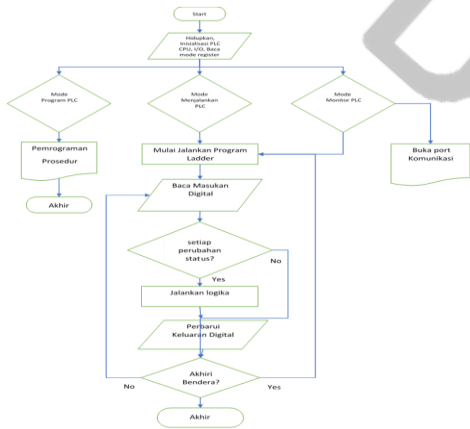 Start
Hidupkan,
Inisialisasi PLC
CPU, I/O, Baca
mode register
Mode
Program PLC
Mode
Menjalankan
PLC
Mode
Monitor PLC
Pemrograman
Prosedur
Mulai Jalankan Program
Ladder
Buka port
Komunikasi
Akhir
Baca Masukan
Digital
setiap
perubahan
status?
No
Yes
Jalankan logika
Perbarui
Keluaran Digital
Akhiri
Bendera?
No
Yes
Akhir